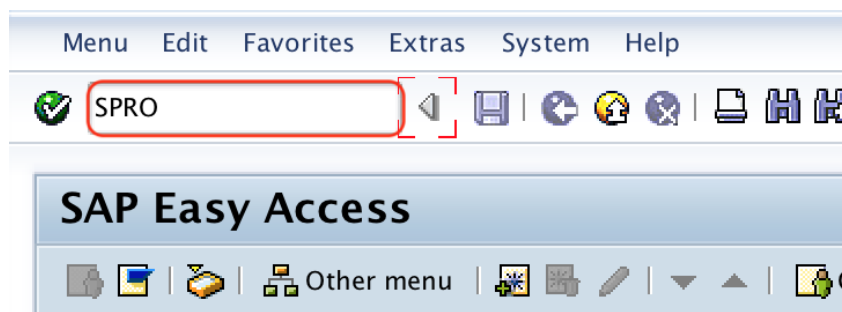 Menu Edit Favorites Extras System Help
SPRO
SAP Easy Access
Other menu